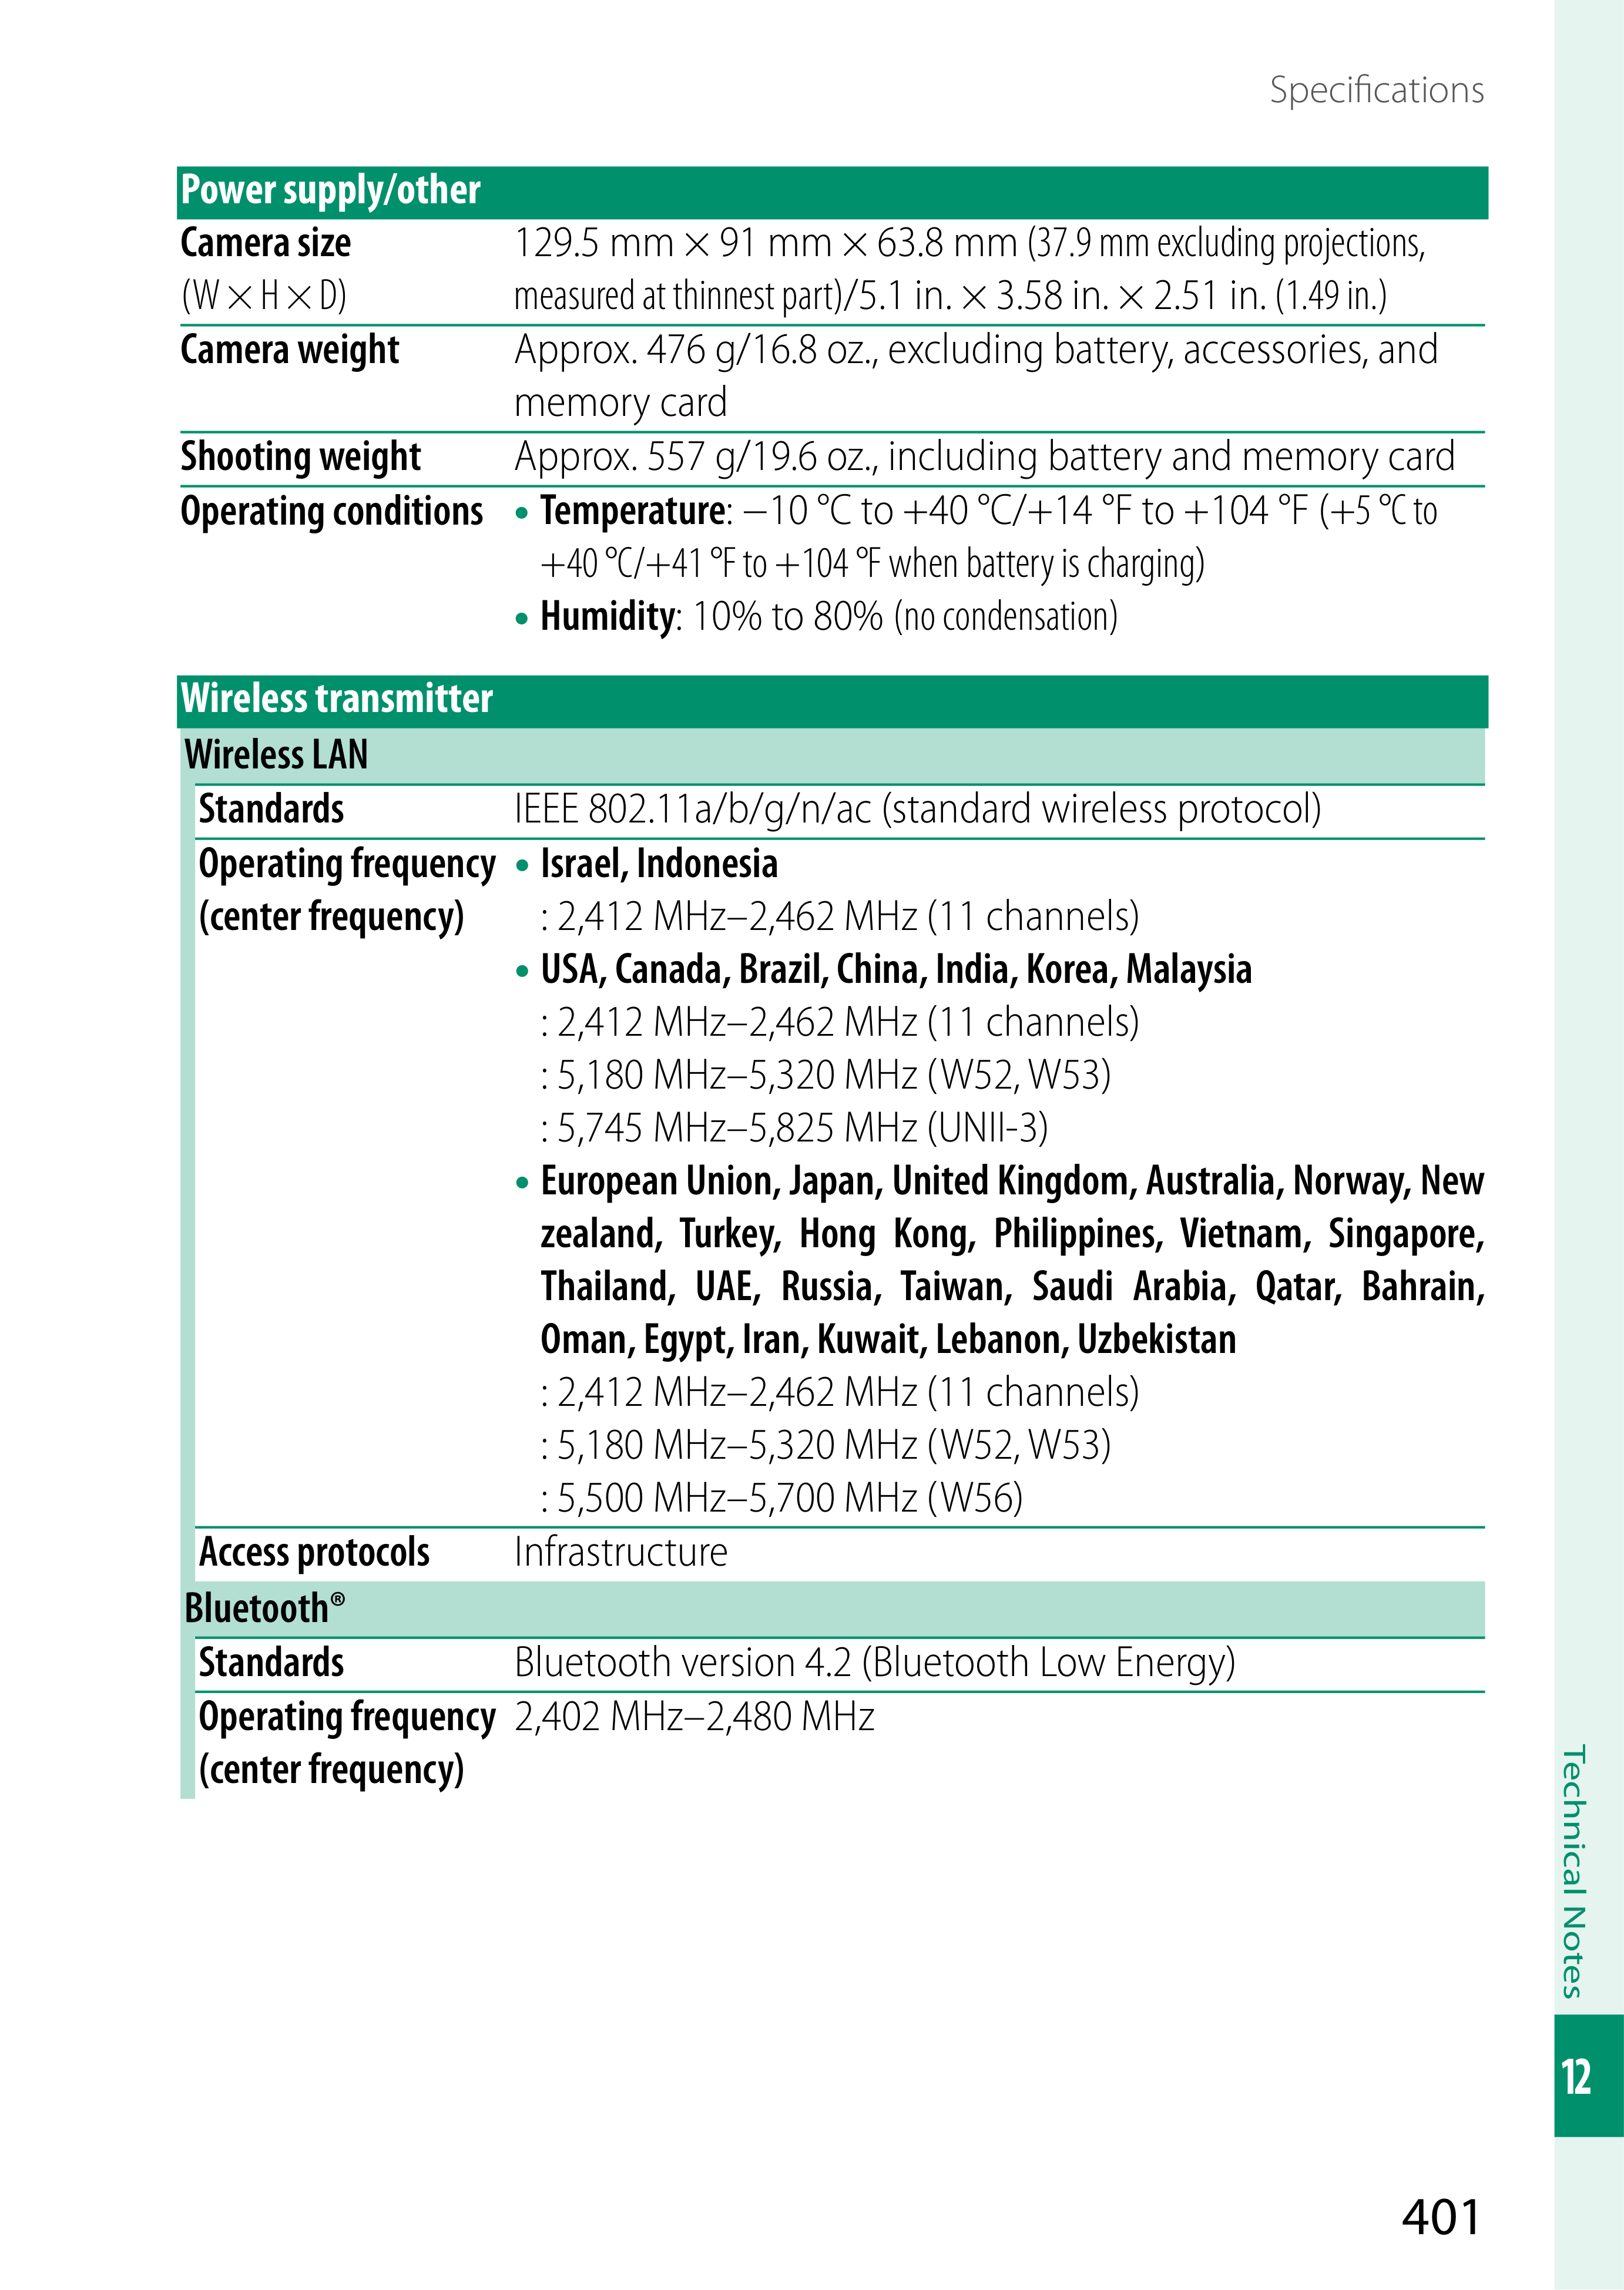 Specifications
Power supply/other
Camera size
(W × H × D)
129.5 mm × 91 mm × 63.8 mm (37.9 mm excluding projections,
measured at thinnest part)/5.1 in. × 3.58 in. × 2.51 in. (1.49 in.)
Camera weight
Approx. 476 g/16.8 oz., excluding battery, accessories, and
memory card
Shooting weight
Approx. 557 g/19.6 oz., including battery and memory card
Operating conditions
• Temperature: −10 °C to +40 °C/+14 °F to +104 °F (+5 °C to
+40 °C/+41 °F to +104 °F when battery is charging)
• Humidity: 10% to 80% (no condensation)
Wireless transmitter
Wireless LAN
Standards
IEEE 802.11a/b/g/n/ac (standard wireless protocol)
Operating frequency
(center frequency)
• Israel, Indonesia
: 2,412 MHz–2,462 MHz (11 channels)
• USA, Canada, Brazil, China, India, Korea, Malaysia
: 2,412 MHz–2,462 MHz (11 channels)
: 5,180 MHz–5,320 MHz (W52, W53)
: 5,745 MHz–5,825 MHz (UNII-3)
• European Union, Japan, United Kingdom, Australia, Norway, New
zealand, Turkey, Hong Kong, Philippines, Vietnam, Singapore,
Thailand, UAE, Russia, Taiwan, Saudi Arabia, Qatar, Bahrain,
Oman, Egypt, Iran, Kuwait, Lebanon, Uzbekistan
: 2,412 MHz–2,462 MHz (11 channels)
: 5,180 MHz–5,320 MHz (W52, W53)
: 5,500 MHz–5,700 MHz (W56)
Access protocols
Infrastructure
Bluetooth®
Standards
Bluetooth version 4.2 (Bluetooth Low Energy)
Operating frequency
(center frequency)
2,402 MHz–2,480 MHz
Technical Notes
12
401